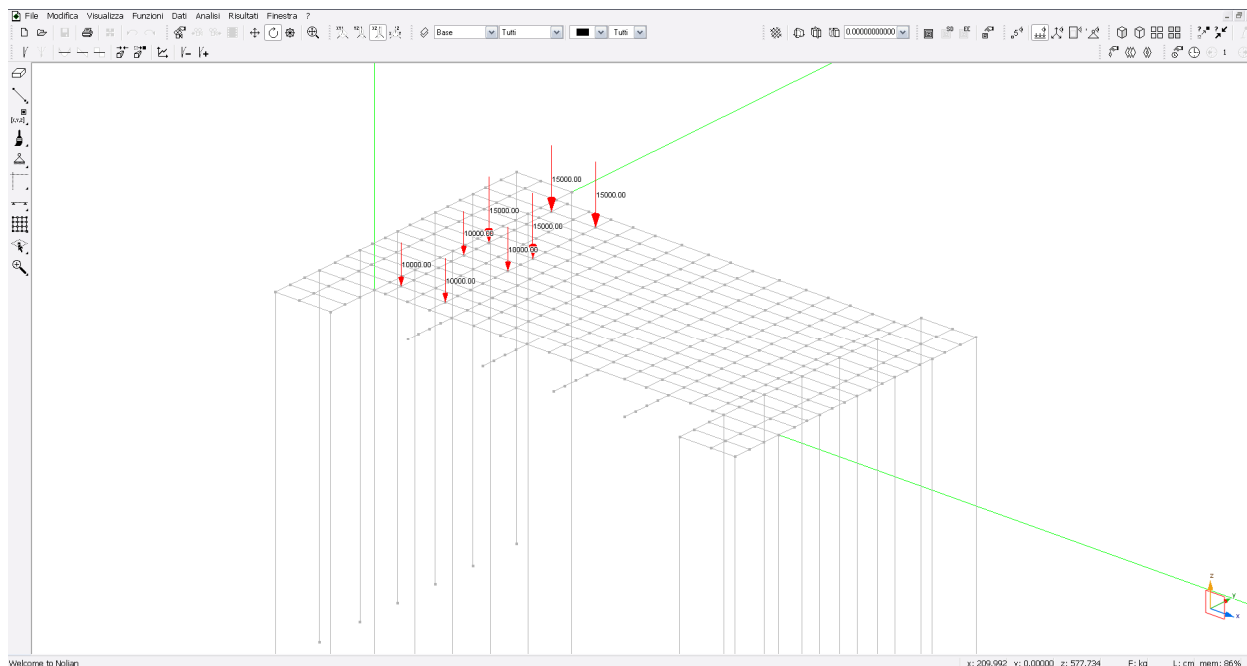 File Modifica Visualizza Funzioni Dati Analisi Risultati Finestra ?
Base Tutti Tutti 0.00000000000
1
15000.00
15000.00
15000.00
15000.00
10000.00
10000.00
10000.00
10000.00
z
y
x
Welcome to Nolian x: 209.992 y: 0.00000 z: 577.734 F: kg L: cm mem: 86%